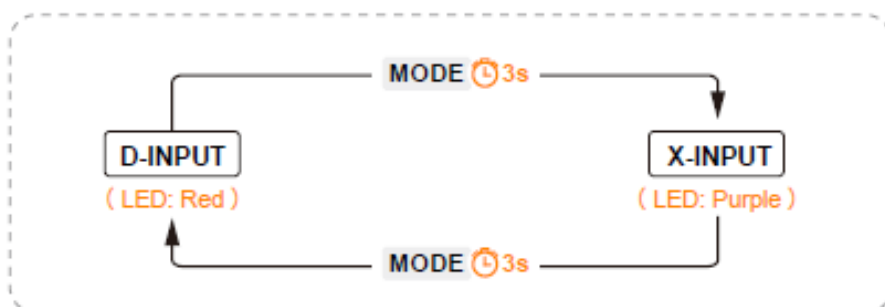 MODE 3s
D-INPUT
( LED: Red )
X-INPUT
( LED: Purple )
MODE 3s